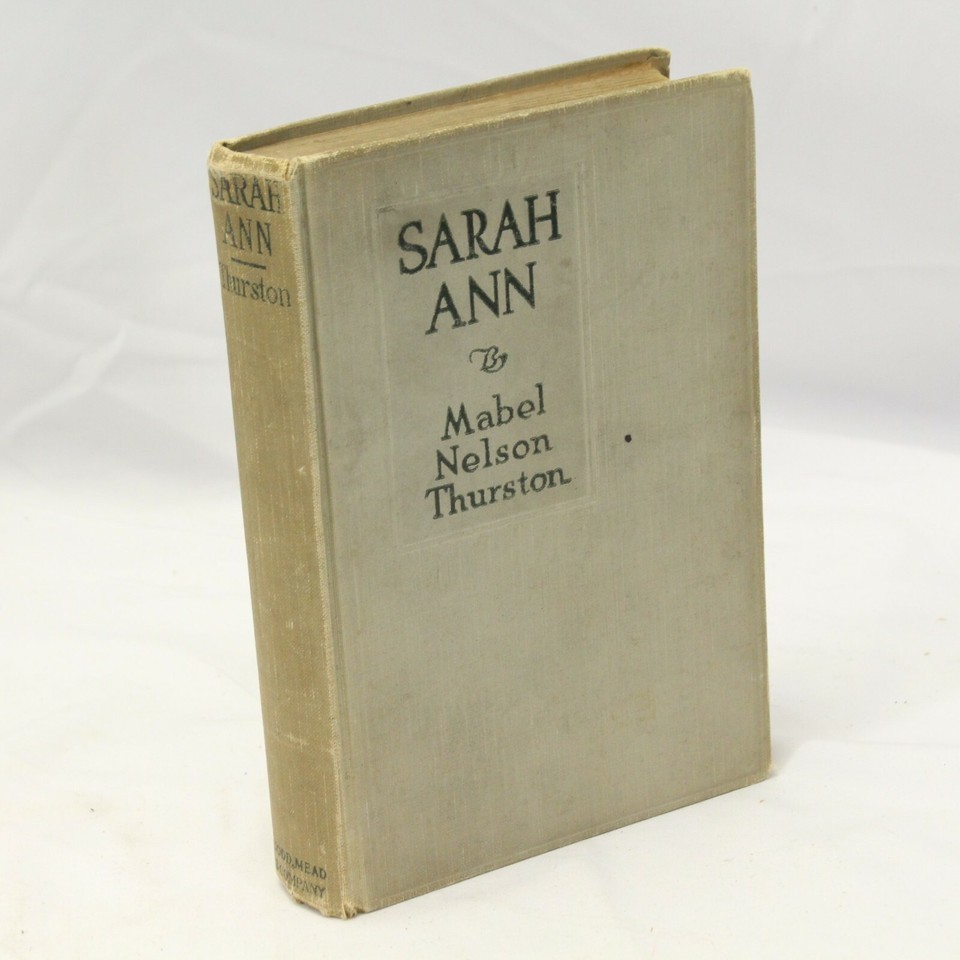 SARAH
ANN
Thurston
DODD, MEAD
& COMPANY
SARAH
ANN
By
Mabel
Nelson
Thurston